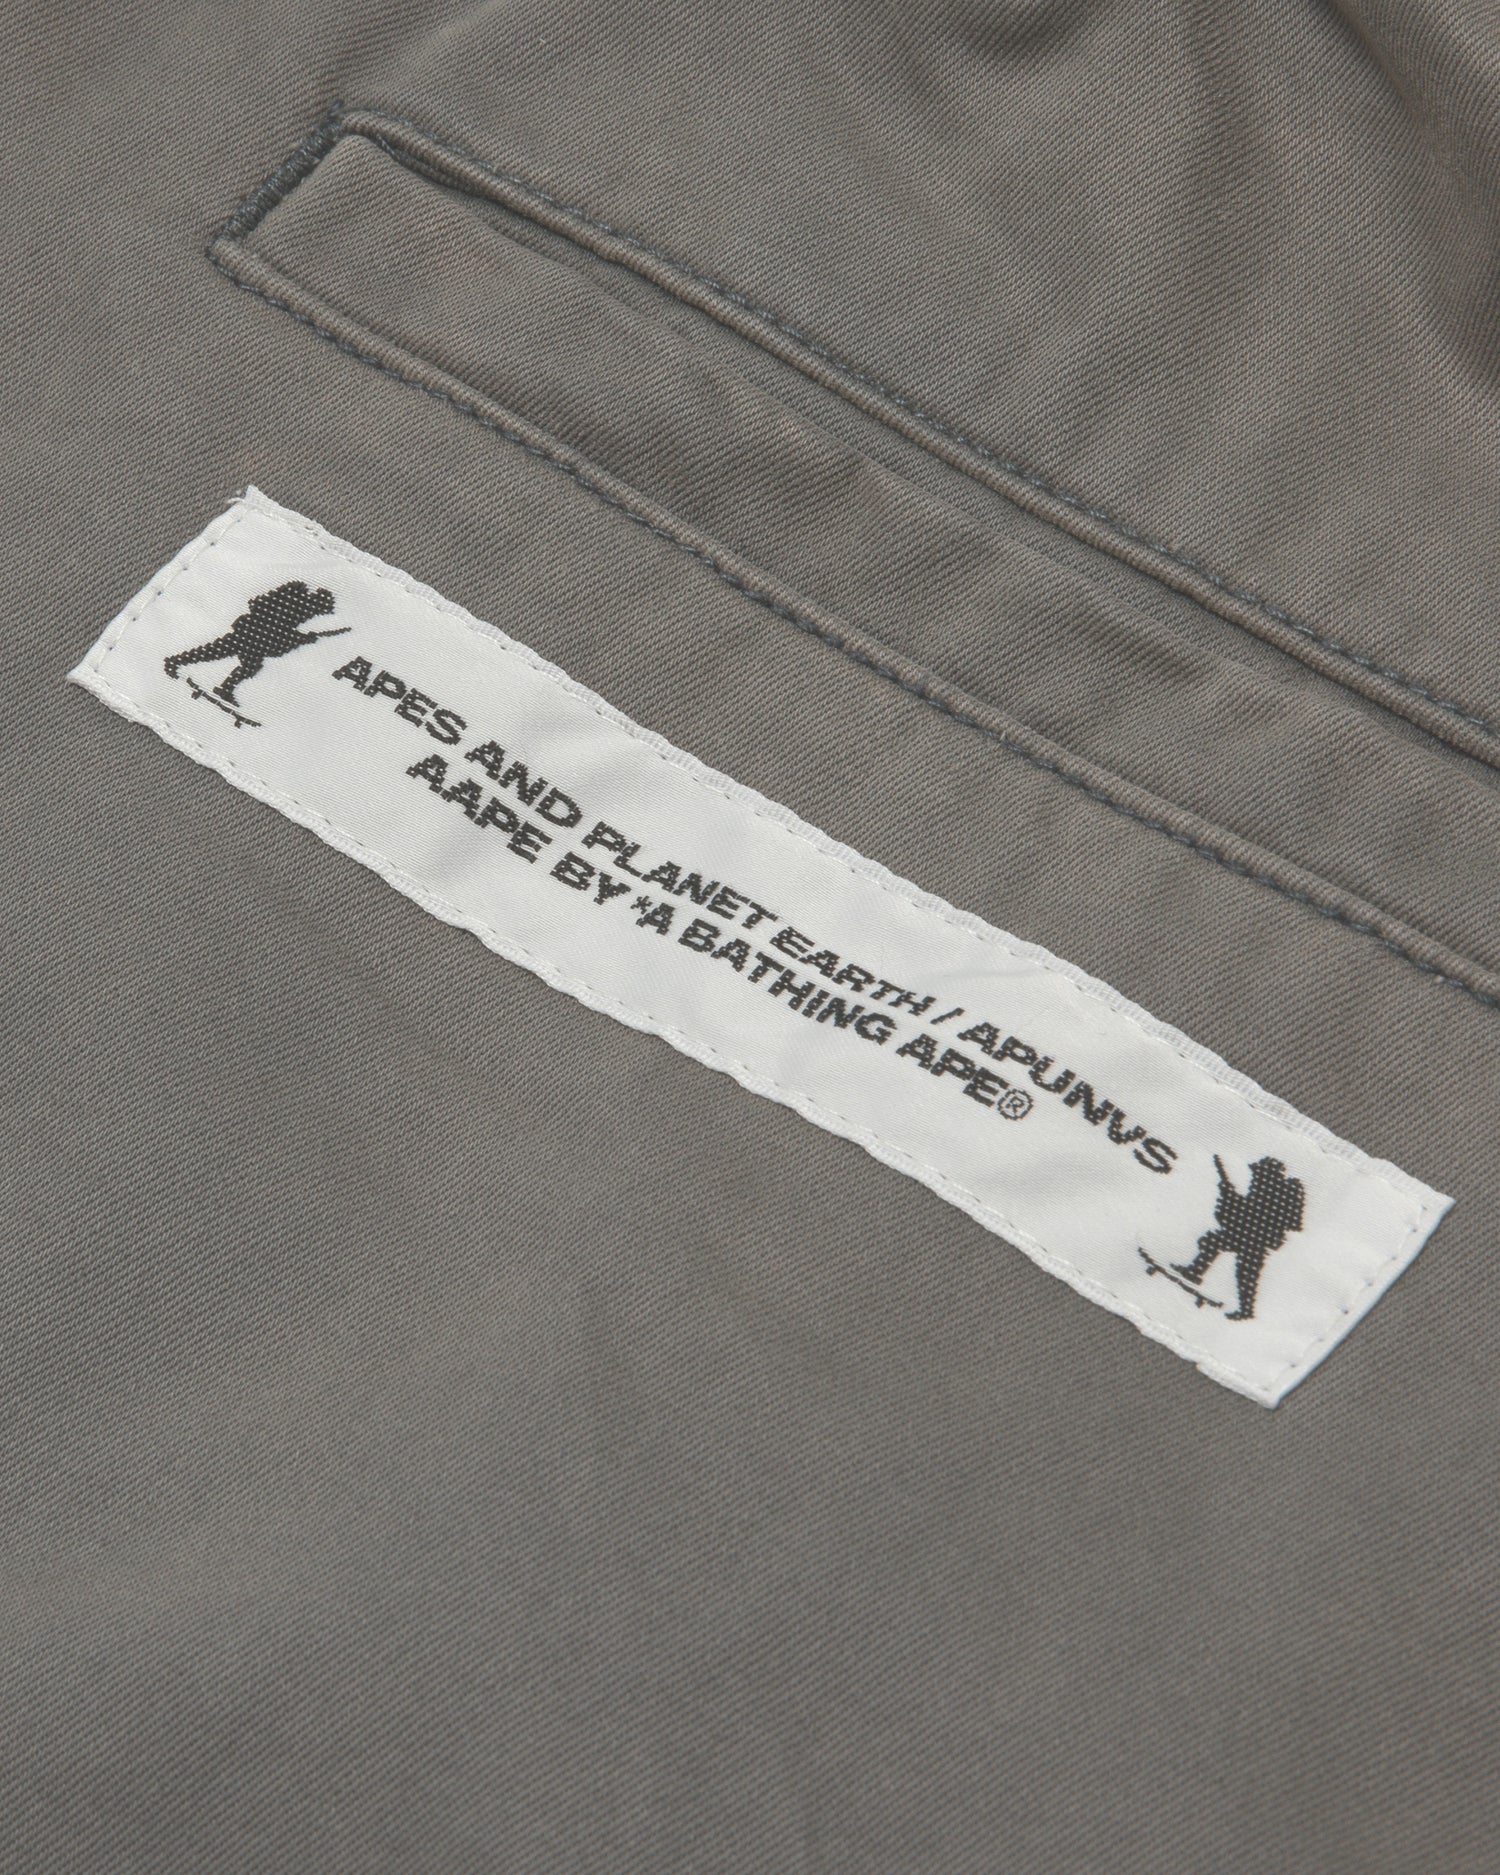 APES AND PLANET EARTH / APUNVS
AAPE BY *A BATHING APE®